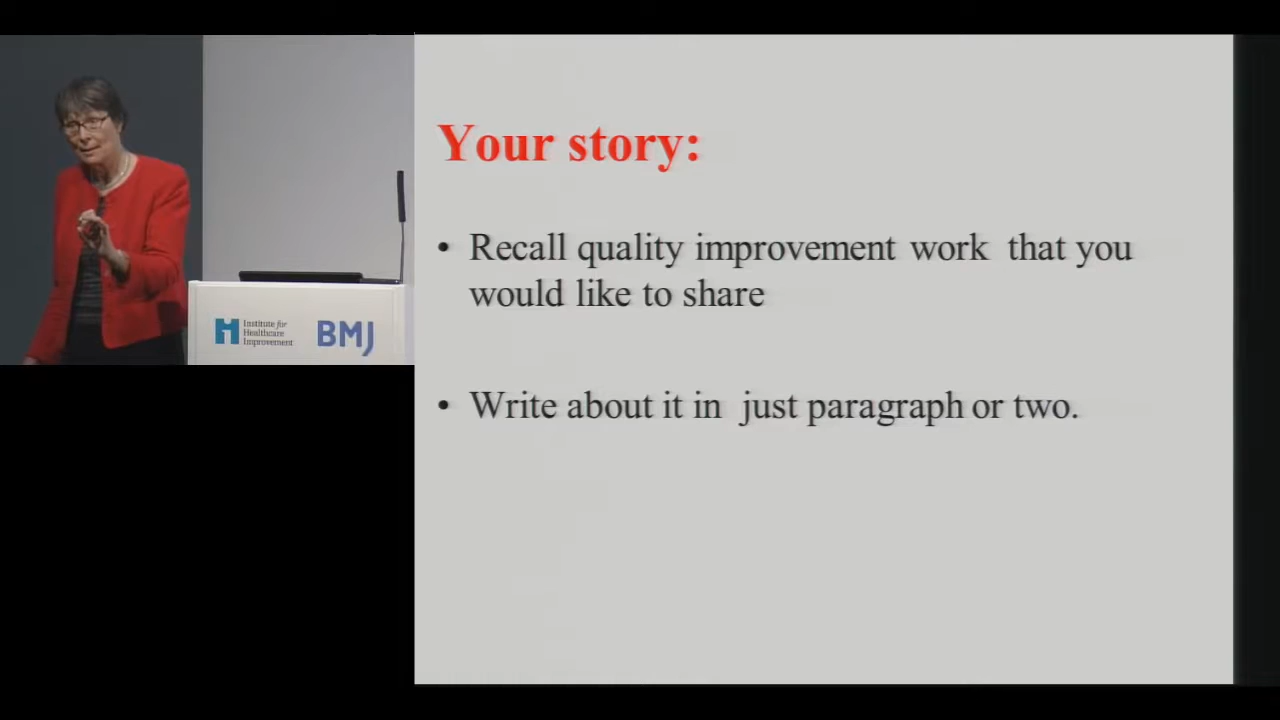 Your story:
• Recall quality improvement work that you
would like to share
• Write about it in just paragraph or two.
Institute for
Healthcare
Improvement
BMJ